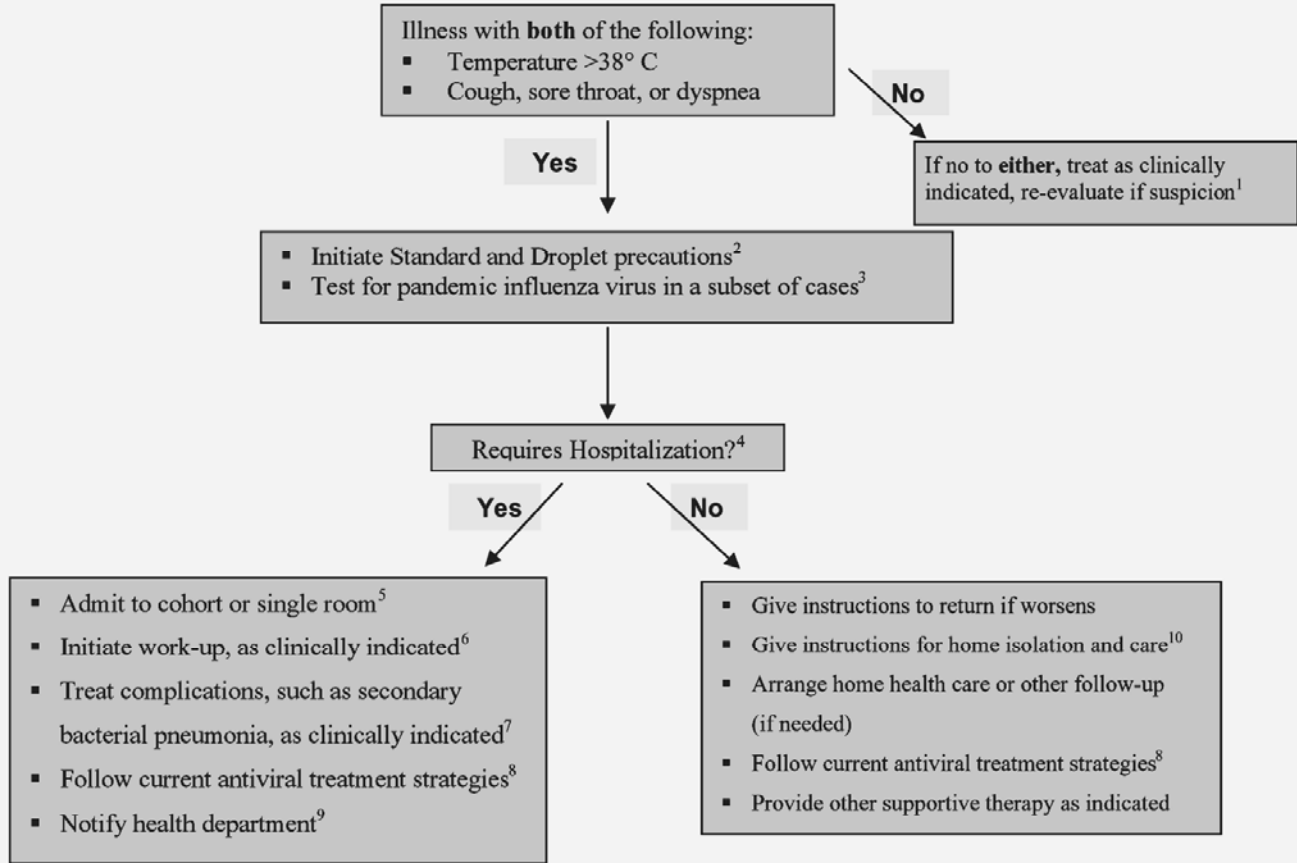 Illness with both of the following:
▪ Temperature >38° C
▪ Cough, sore throat, or dyspnea
No
Yes
If no to either, treat as clinically
indicated, re-evaluate if suspicion¹
▪ Initiate Standard and Droplet precautions²
▪ Test for pandemic influenza virus in a subset of cases³
Requires Hospitalization?⁴
Yes
No
▪ Admit to cohort or single room⁵
▪ Initiate work-up, as clinically indicated⁶
▪ Treat complications, such as secondary
bacterial pneumonia, as clinically indicated⁷
▪ Follow current antiviral treatment strategies⁸
▪ Notify health department⁹
▪ Give instructions to return if worsens
▪ Give instructions for home isolation and care¹⁰
▪ Arrange home health care or other follow-up
(if needed)
▪ Follow current antiviral treatment strategies⁸
▪ Provide other supportive therapy as indicated